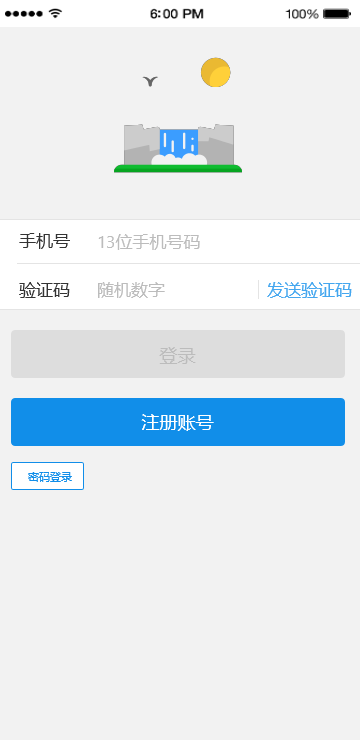 6:00 PM 100%
手机号 13位手机号码
验证码 随机数字 发送验证码
登录
注册账号
密码登录